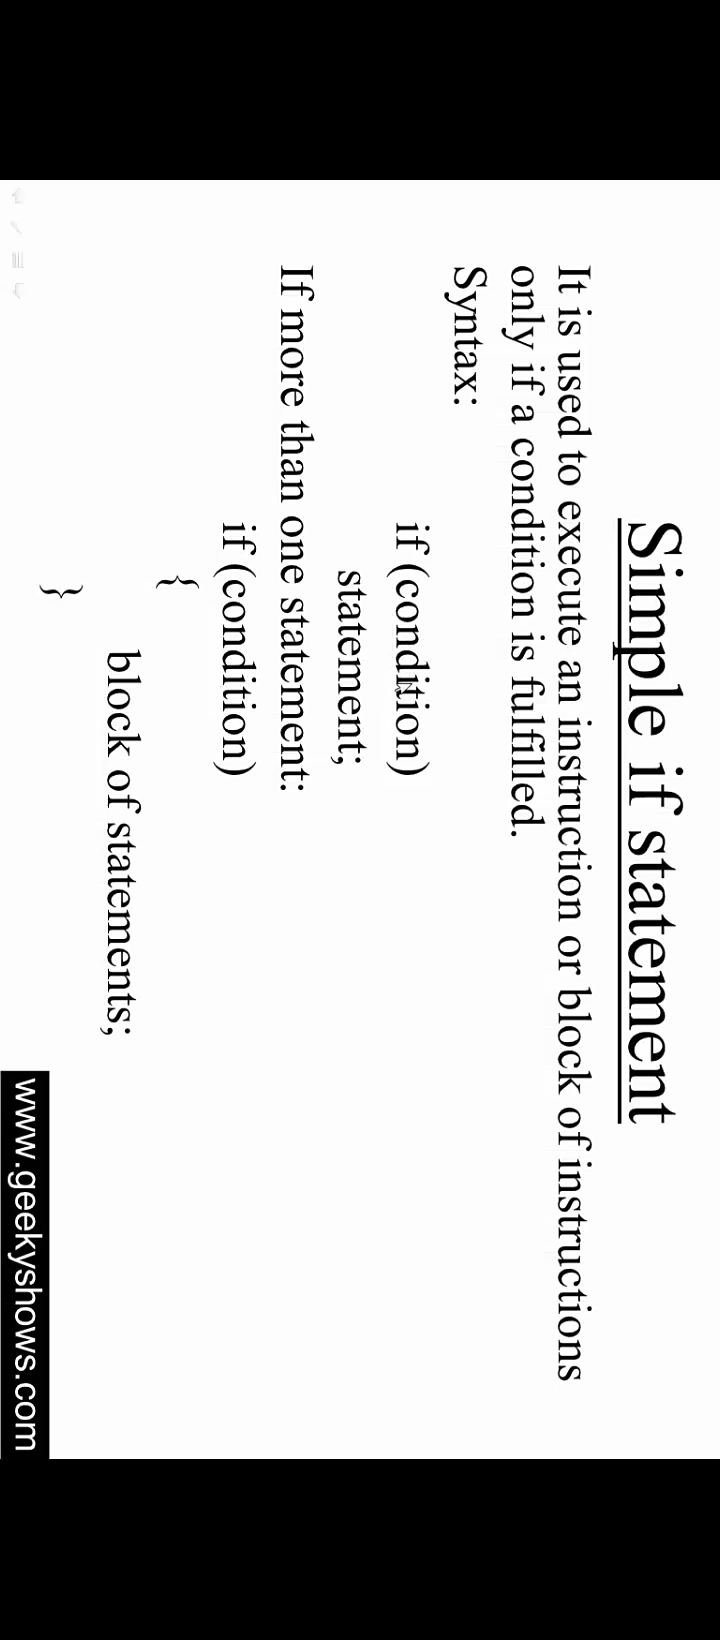 Simple if statement
It is used to execute an instruction or block of instructions
only if a condition is fulfilled.
Syntax:
if (condition)
statement;
If more than one statement:
if (condition)
{
block of statements;
}
www.geekyshows.com